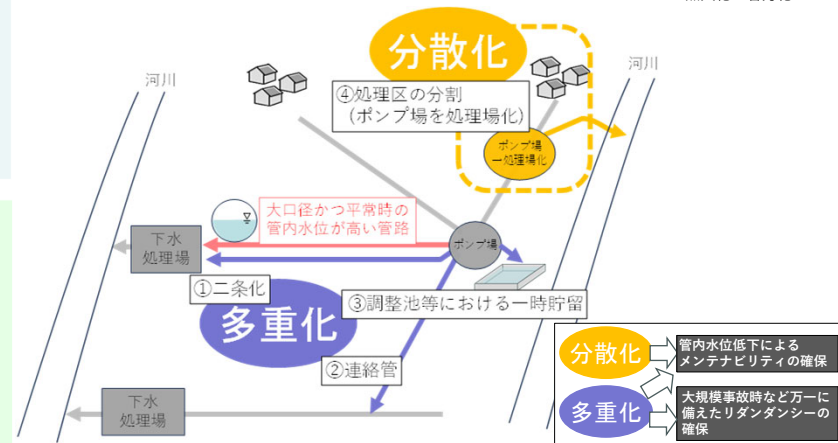 分散化
河川
河川
④処理区の分割
(ポンプ場を処理場化)
ポンプ場
→処理場化
大口径かつ平常時の
管内水位が高い管路
下水
処理場
ポンプ場
①二条化
多重化
③調整池等における一時貯留
②連絡管
下水
処理場
分散化
管内水位低下による
メンテナビリティの確保
多重化
大規模事故時など万一に
備えたリダンダンシーの
確保